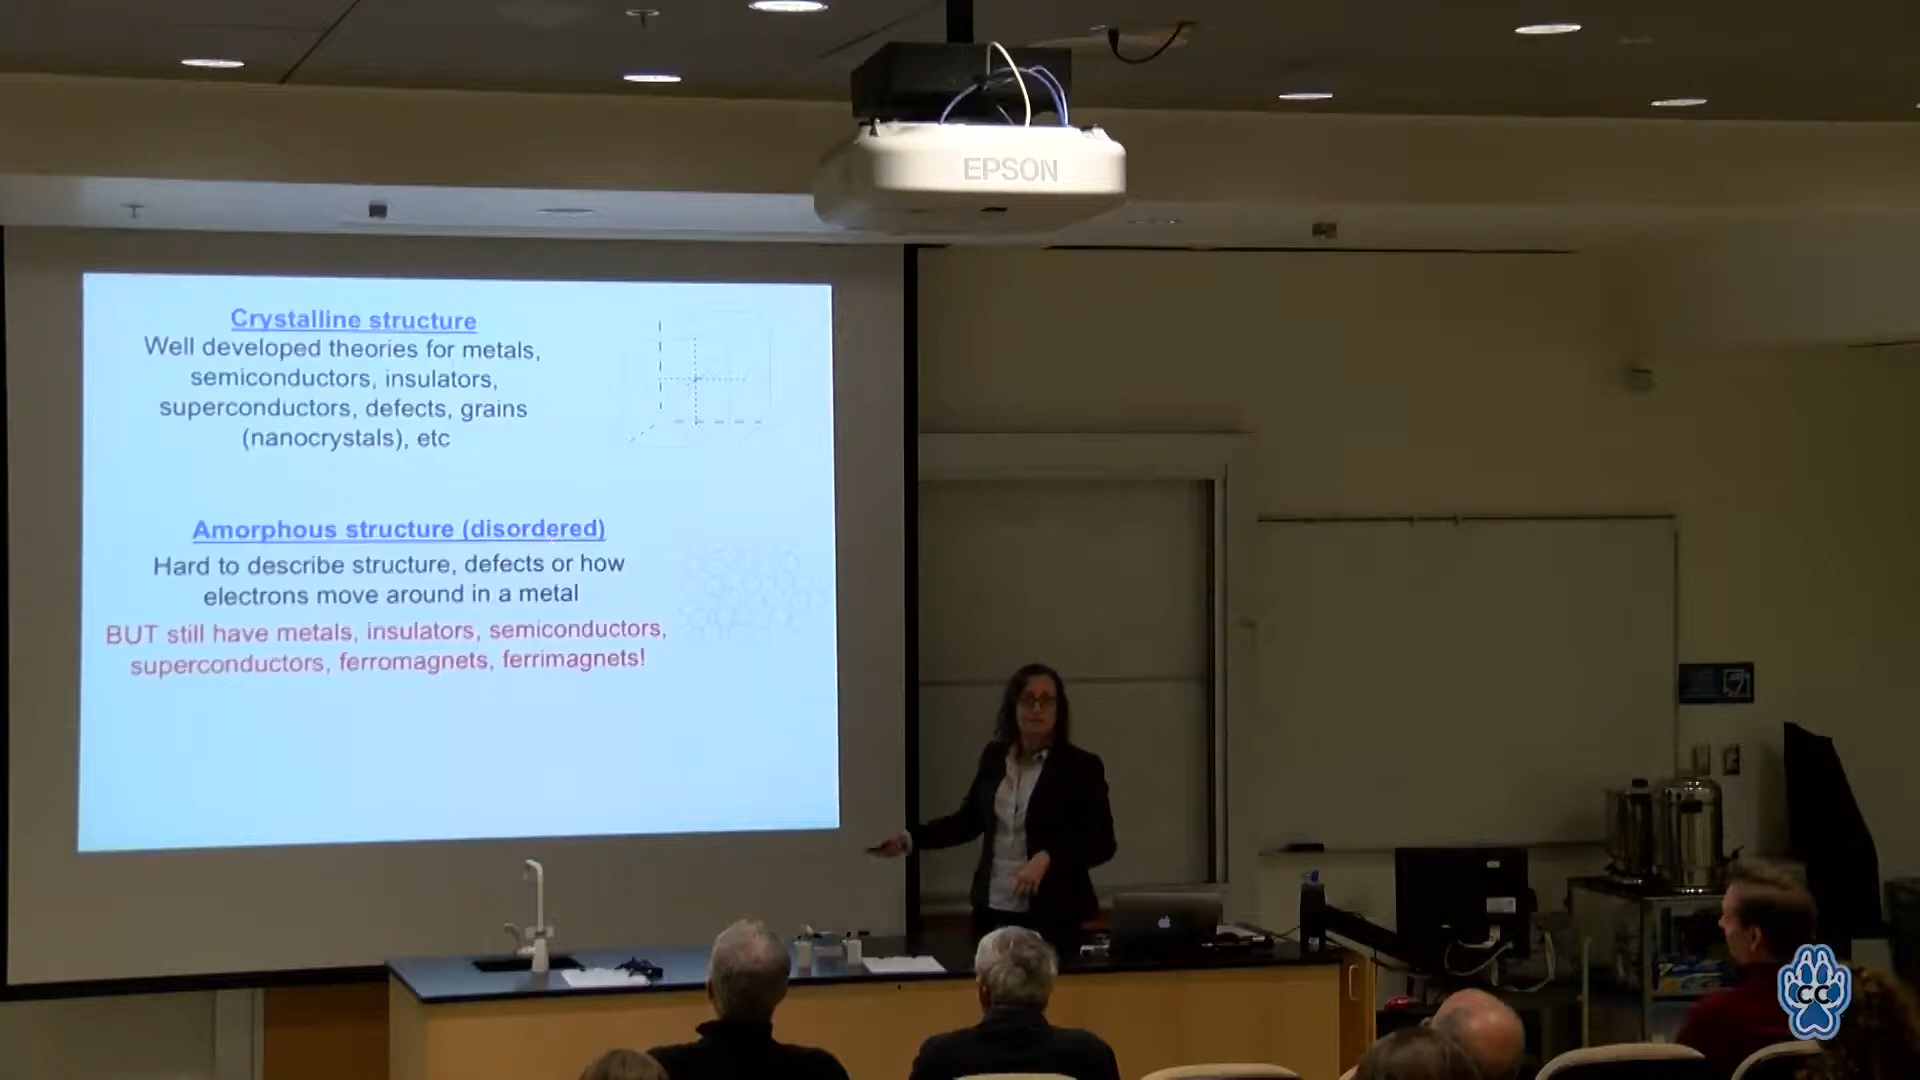 EPSON
Crystalline structure
Well developed theories for metals,
semiconductors, insulators,
superconductors, defects, grains
(nanocrystals), etc
Amorphous structure (disordered)
Hard to describe structure, defects or how
electrons move around in a metal
BUT still have metals, insulators, semiconductors,
superconductors, ferromagnets, ferrimagnets!
CC